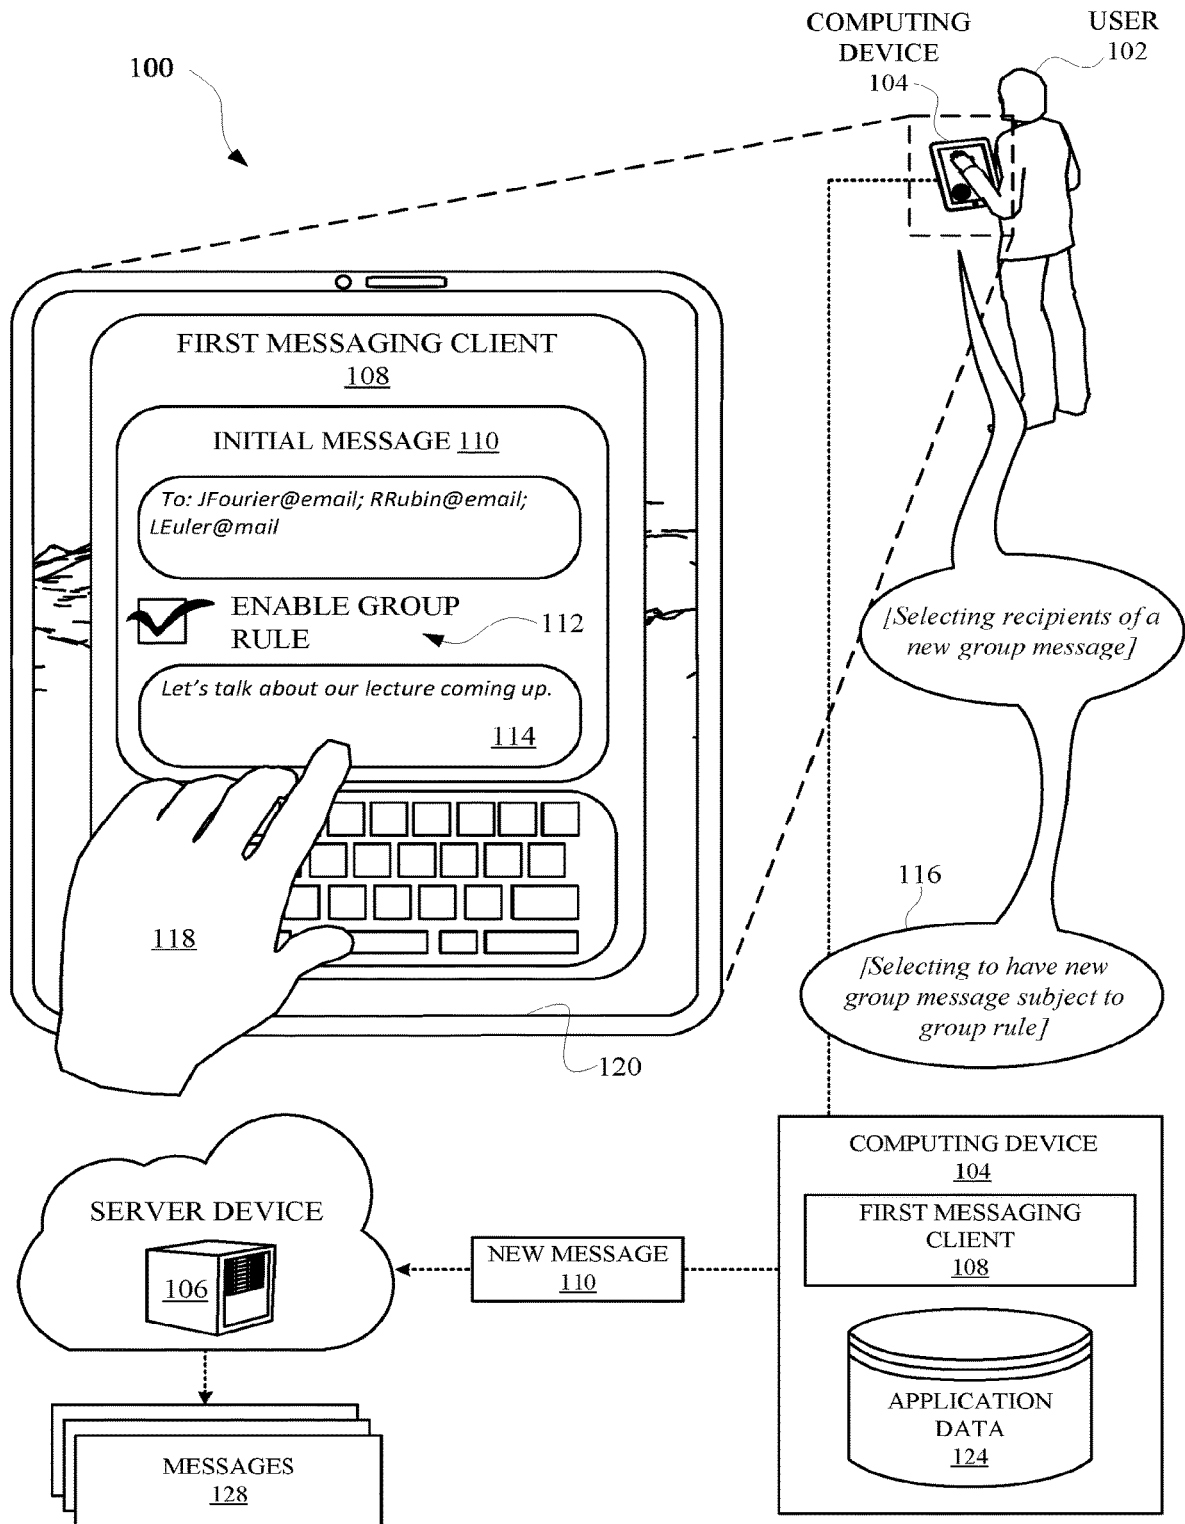 COMPUTING
DEVICE
104
USER
102
100
FIRST MESSAGING CLIENT
108
INITIAL MESSAGE 110
To: JFourier@email; RRubin@email;
LEuler@mail
ENABLE GROUP
RULE
112
Let's talk about our lecture coming up.
114
118
120
[Selecting recipients of a
new group message]
116
[Selecting to have new
group message subject to
group rule]
SERVER DEVICE
106
NEW MESSAGE
110
COMPUTING DEVICE
104
FIRST MESSAGING
CLIENT
108
APPLICATION
DATA
124
MESSAGES
128